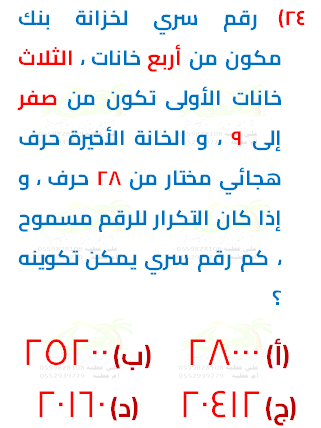 ٢٤) رقم سري لخزانة بنك
مكون من أربع خانات ، الثلاث
خانات الأولى تكون من صفر
إلى ٩ ، و الخانة الأخيرة حرف
هجائي مختار من ٢٨ حرف ، و
إذا كان التكرار للرقم مسموح
، كم رقم سري يمكن تكوينه
؟
(أ) ٢٨٠٠٠ (ب) ٢٥٢٠٠
(ج) ٢٠٤١٢ (د) ٢٠١٦٠